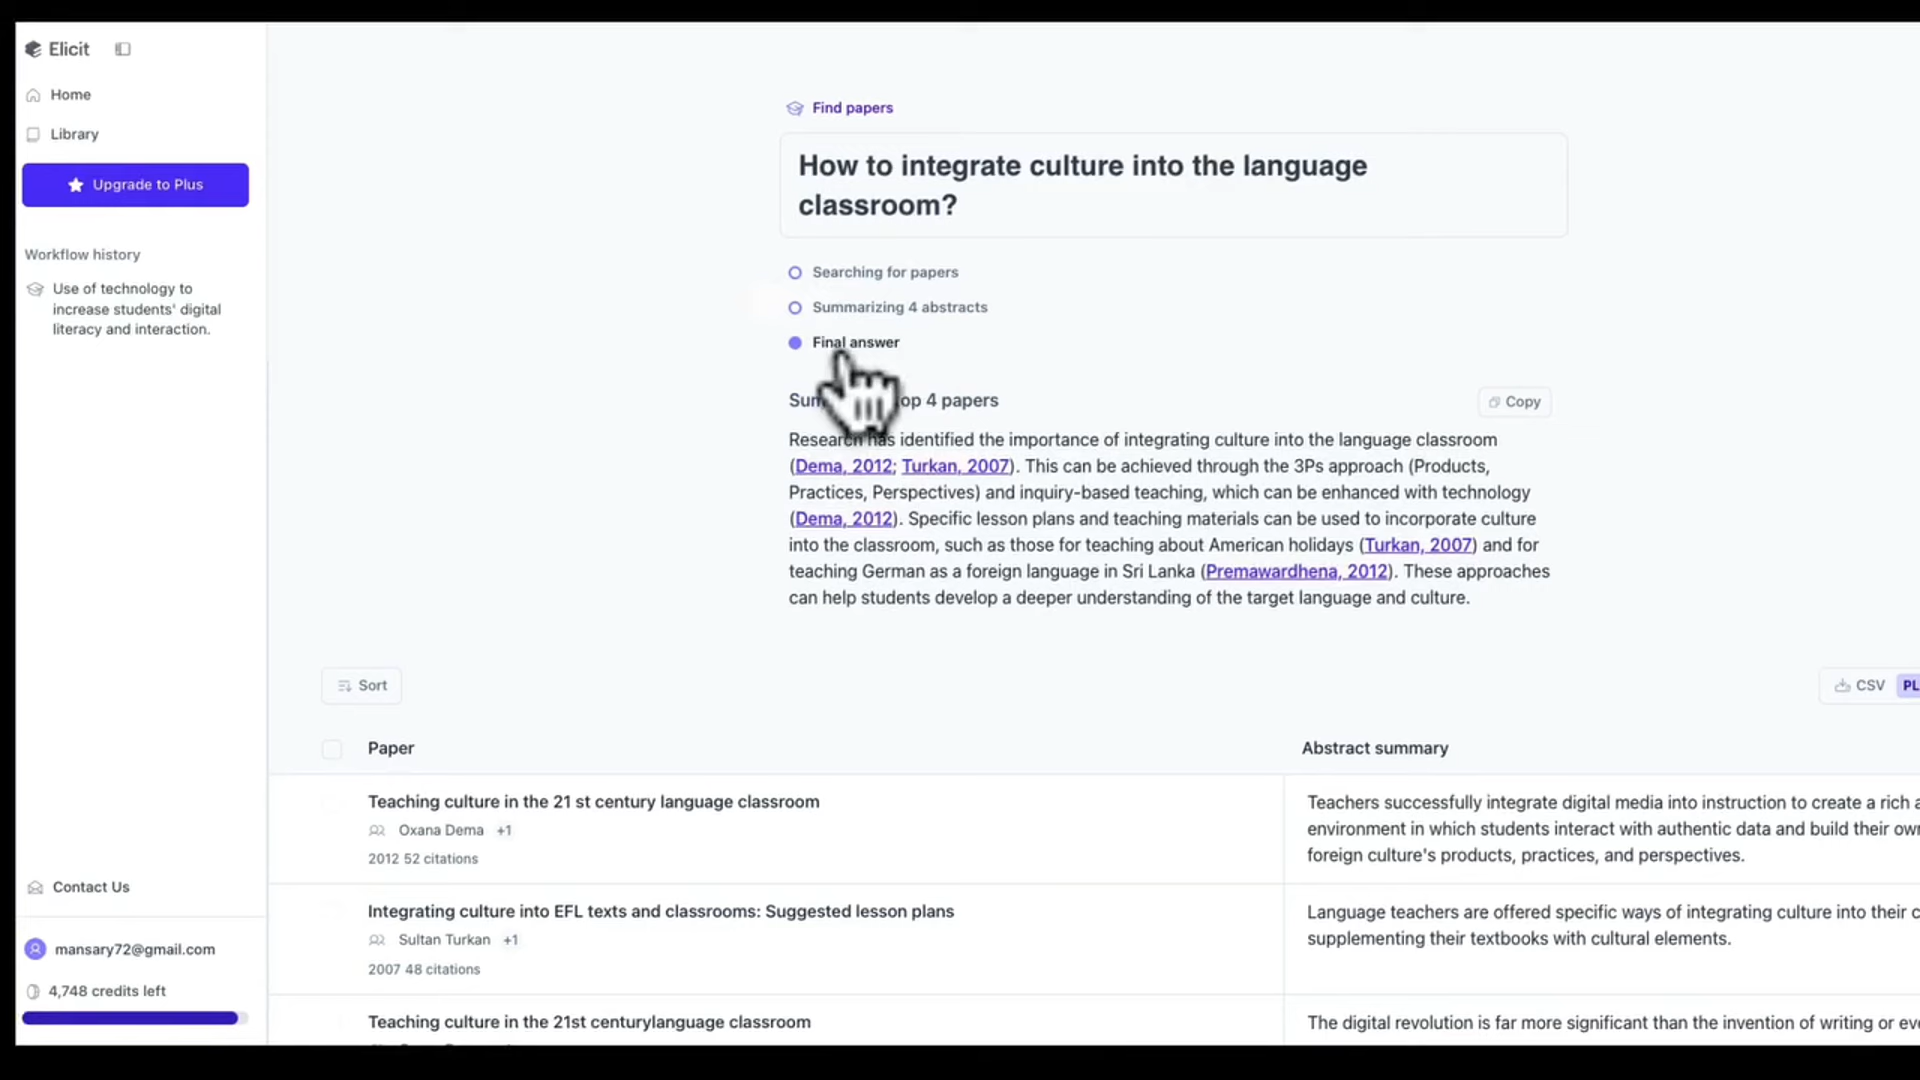 Elicit
Home
Library
Upgrade to Plus
Workflow history
Use of technology to
increase students' digital
literacy and interaction.
Contact Us
mansary72@gmail.com
4,748 credits left
Find papers
How to integrate culture into the language
classroom?
Searching for papers
Summarizing 4 abstracts
Final answer
op 4 papers
Copy
Research has identified the importance of integrating culture into the language classroom
(Dema, 2012; Turkan, 2007). This can be achieved through the 3Ps approach (Products,
Practices, Perspectives) and inquiry-based teaching, which can be enhanced with technology
(Dema, 2012). Specific lesson plans and teaching materials can be used to incorporate culture
into the classroom, such as those for teaching about American holidays (Turkan, 2007) and for
teaching German as a foreign language in Sri Lanka (Premawardhena, 2012). These approaches
can help students develop a deeper understanding of the target language and culture.
Sort
CSV PL
Paper
Abstract summary
Teaching culture in the 21 st century language classroom
Oxana Dema +1
2012 52 citations
Teachers successfully integrate digital media into instruction to create a rich a
environment in which students interact with authentic data and build their own
foreign culture's products, practices, and perspectives.
Integrating culture into EFL texts and classrooms: Suggested lesson plans
Sultan Turkan +1
2007 48 citations
Language teachers are offered specific ways of integrating culture into their c
supplementing their textbooks with cultural elements.
Teaching culture in the 21st centurylanguage classroom
The digital revolution is far more significant than the invention of writing or eve